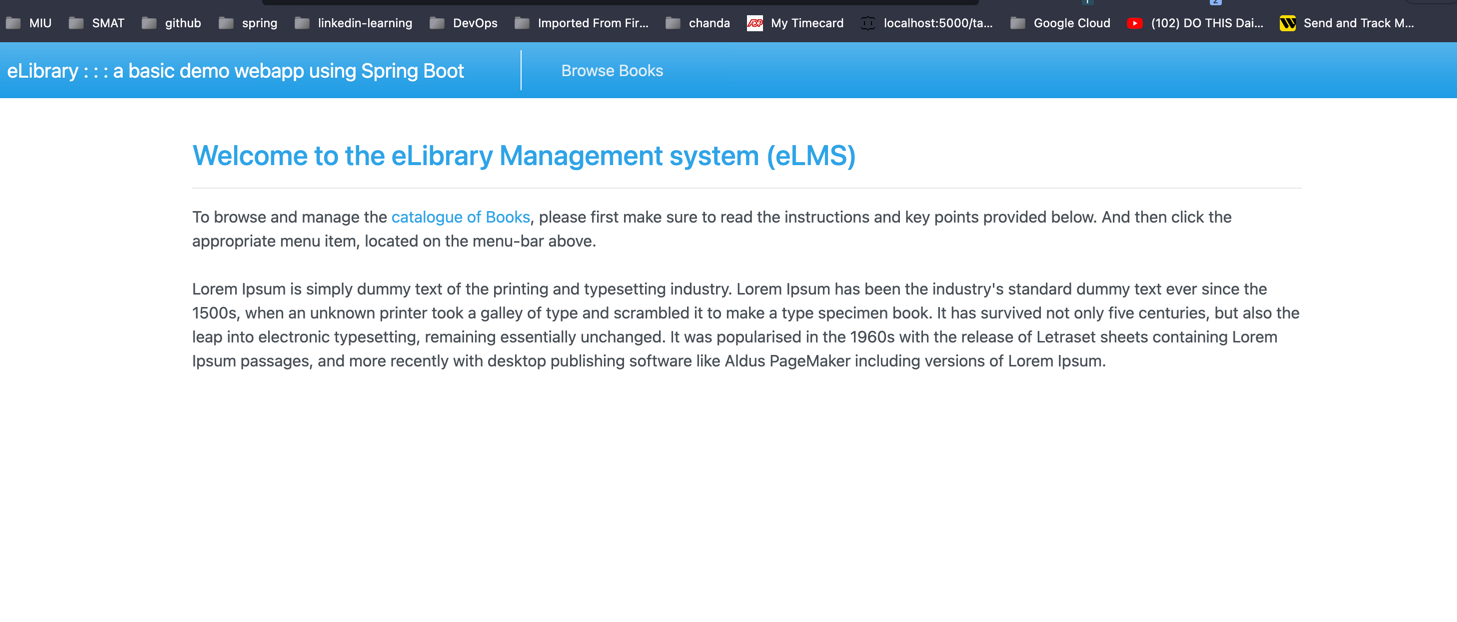 MIU SMAT github spring linkedin-learning DevOps Imported From Fir... chanda My Timecard localhost:5000/ta... Google Cloud (102) DO THIS Dai... Send and Track M...
eLibrary : : : a basic demo webapp using Spring Boot Browse Books
Welcome to the eLibrary Management system (eLMS)
To browse and manage the catalogue of Books, please first make sure to read the instructions and key points provided below. And then click the
appropriate menu item, located on the menu-bar above.
Lorem Ipsum is simply dummy text of the printing and typesetting industry. Lorem Ipsum has been the industry's standard dummy text ever since the
1500s, when an unknown printer took a galley of type and scrambled it to make a type specimen book. It has survived not only five centuries, but also the
leap into electronic typesetting, remaining essentially unchanged. It was popularised in the 1960s with the release of Letraset sheets containing Lorem
Ipsum passages, and more recently with desktop publishing software like Aldus PageMaker including versions of Lorem Ipsum.